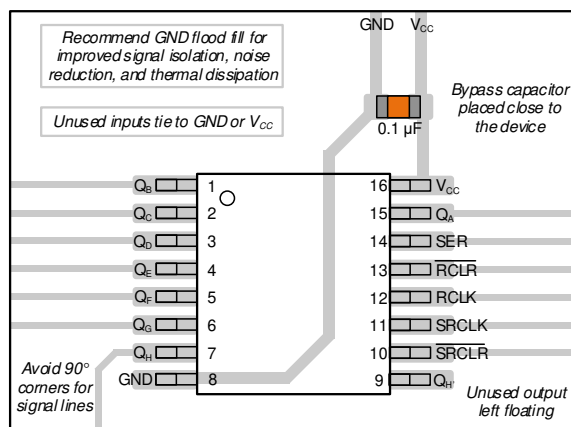 GND VCC
Recommend GND flood fill for
improved signal isolation, noise
reduction, and thermal dissipation
Unused inputs tie to GND or VCC
Bypass capacitor
placed close to
the device
0.1 µF
QB 1 16 VCC
QC 2 15 QA
QD 3 14 SER
QE 4 13 RCLR
QF 5 12 RCLK
QG 6 11 SRCLK
QH 7 10 SRCLR
GND 8 9 QH'
Avoid 90°
corners for
signal lines
Unused output
left floating